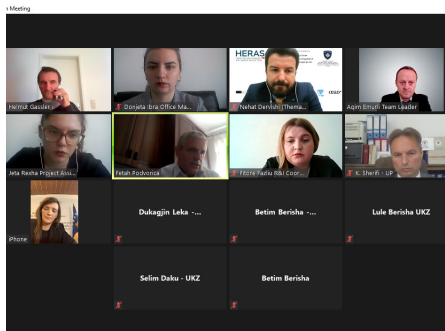 Meeting
HERAS
Helmut Gassler
Donjeta Ibra Office Ma...
Nehat Dervishi (Thema...
Aqim Emurli Team Leader
Jeta Rexha Project Assi...
Fetah Podvorica
Fitore Fazliu R&I Coor...
K. Sherifi - UP
iPhone
Dukagjin Leka -...
Betim Berisha -...
Lule Berisha UKZ
Selim Daku - UKZ
Betim Berisha